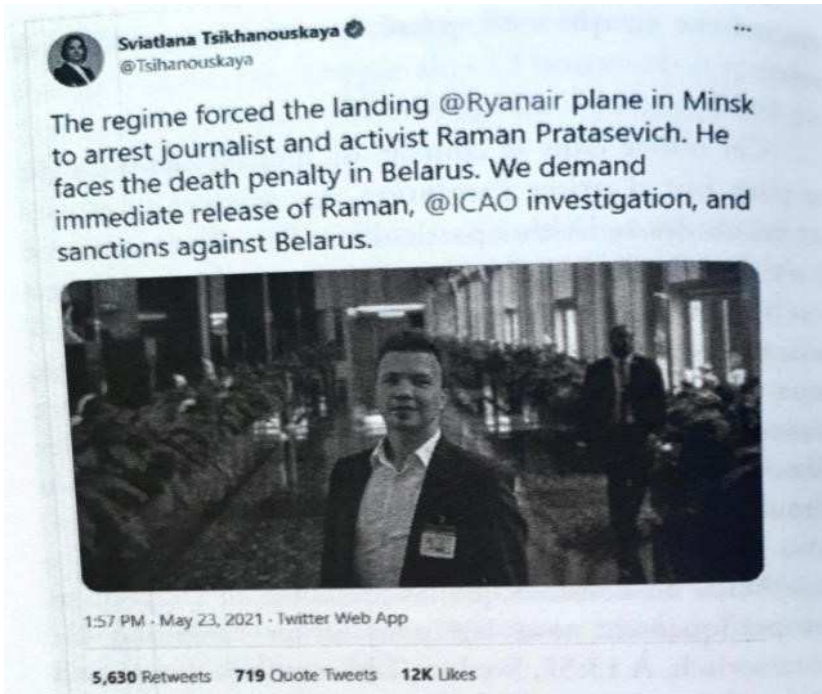 Sviatlana Tsikhanouskaya
@Tsihanouskaya
...
The regime forced the landing @Ryanair plane in Minsk
to arrest journalist and activist Raman Pratasevich. He
faces the death penalty in Belarus. We demand
immediate release of Raman, @ICAO investigation, and
sanctions against Belarus.
1:57 PM · May 23, 2021 · Twitter Web App
5,630 Retweets 719 Quote Tweets 12K Likes